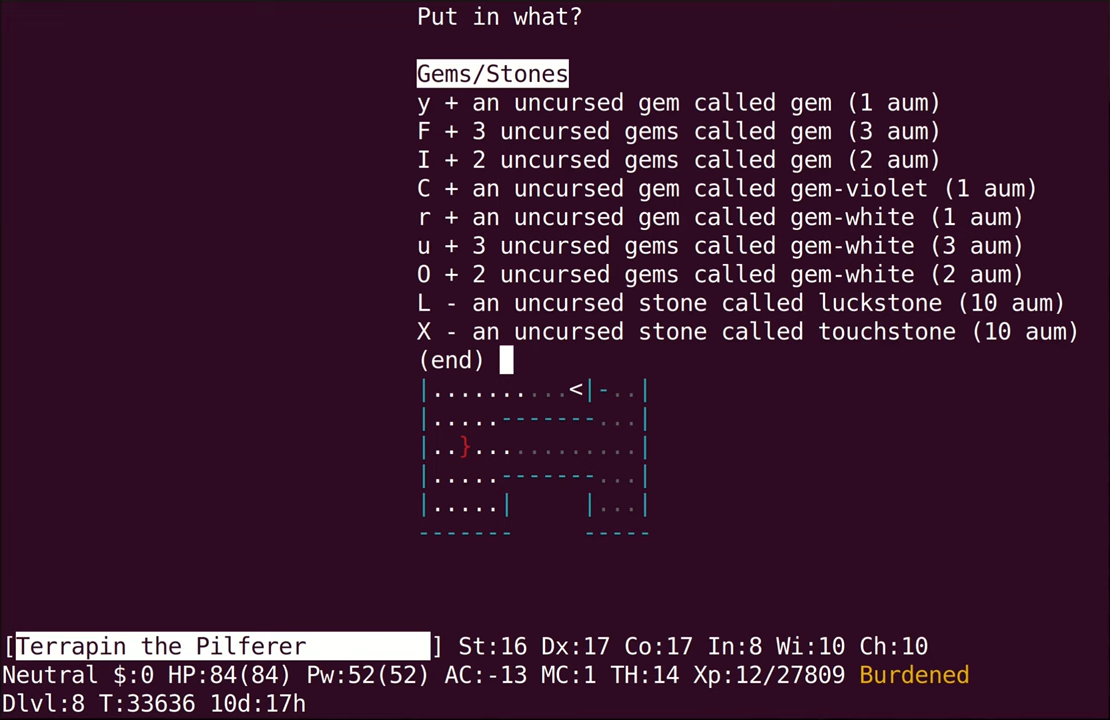 Put in what?
Gems/Stones
y + an uncursed gem called gem (1 aum)
F + 3 uncursed gems called gem (3 aum)
I + 2 uncursed gems called gem (2 aum)
C + an uncursed gem called gem-violet (1 aum)
r + an uncursed gem called gem-white (1 aum)
u + 3 uncursed gems called gem-white (3 aum)
O + 2 uncursed gems called gem-white (2 aum)
L - an uncursed stone called luckstone (10 aum)
X - an uncursed stone called touchstone (10 aum)
(end)
|.........<|-..|
|.....-------...|
|..}...........|
|.....-------...|
|.....| |...|
------- -----
[Terrapin the Pilferer ] St:16 Dx:17 Co:17 In:8 Wi:10 Ch:10
Neutral $:0 HP:84(84) Pw:52(52) AC:-13 MC:1 TH:14 Xp:12/27809 Burdened
Dlvl:8 T:33636 10d:17h